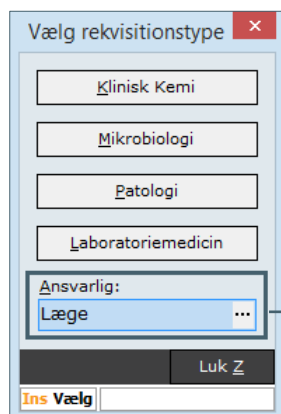 Vælg rekvisitionstype
Klinisk Kemi
Mikrobiologi
Patologi
Laboratoriemedicin
Ansvarlig:
Læge ...
Luk Z
Ins Vælg